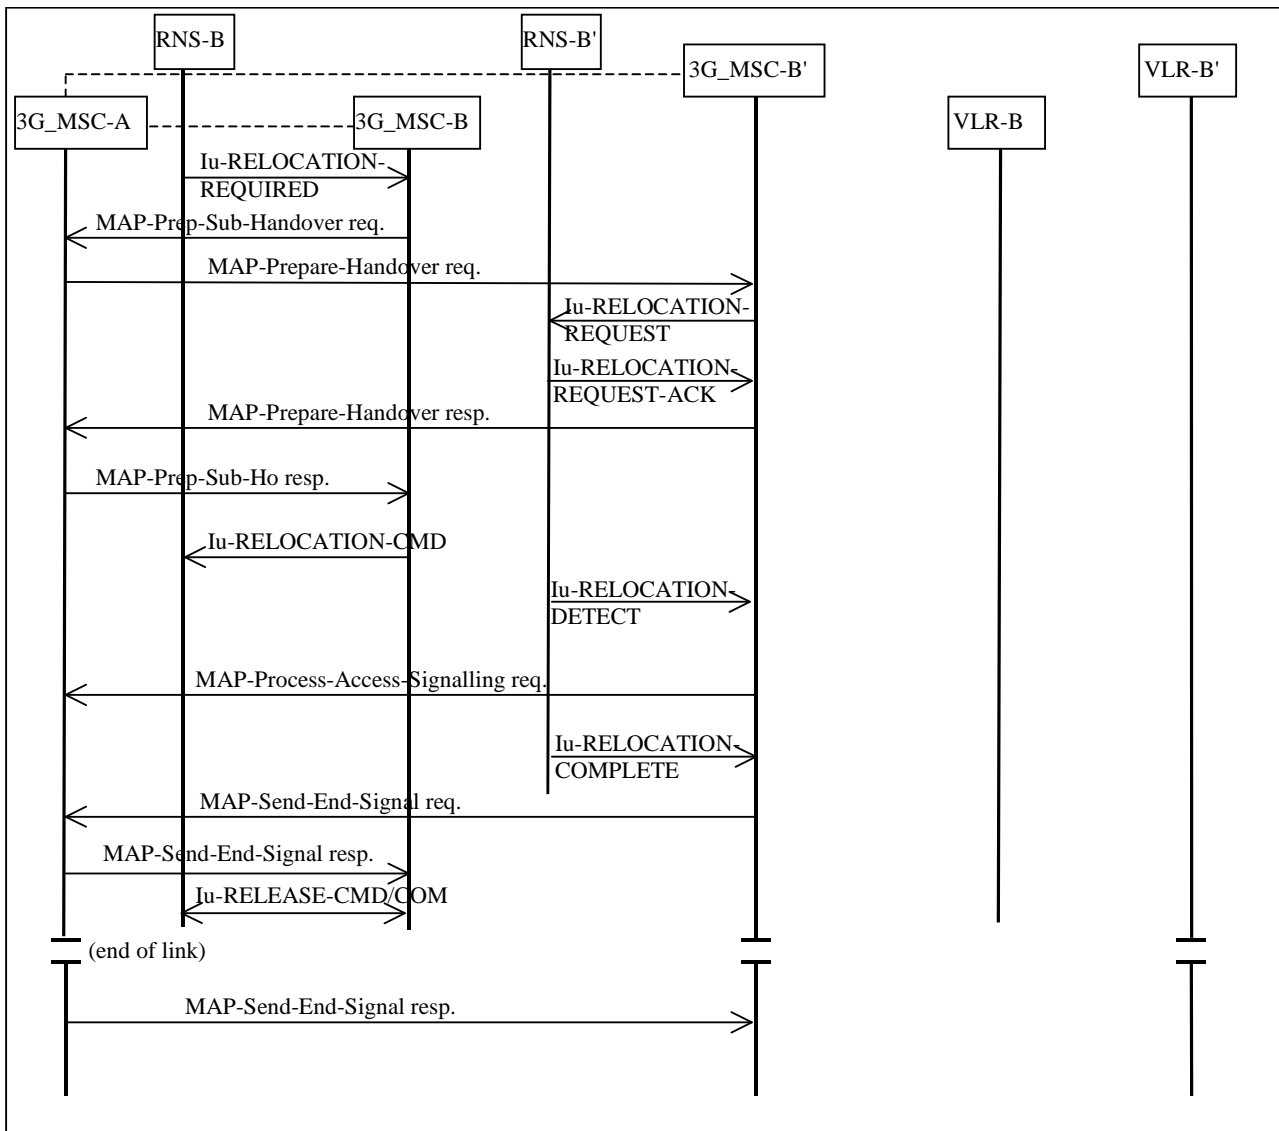 RNS-B
RNS-B'
3G_MSC-B'
VLR-B'
3G_MSC-A
3G_MSC-B
VLR-B
Iu-RELOCATION-
REQUIRED
MAP-Prep-Sub-Handover req.
MAP-Prepare-Handover req.
Iu-RELOCATION-
REQUEST
Iu-RELOCATION-
REQUEST-ACK
MAP-Prepare-Handover resp.
MAP-Prep-Sub-Ho resp.
Iu-RELOCATION-CMD
Iu-RELOCATION-
DETECT
MAP-Process-Access-Signalling req.
Iu-RELOCATION-
COMPLETE
MAP-Send-End-Signal req.
MAP-Send-End-Signal resp.
Iu-RELEASE-CMD/COM
(end of link)
MAP-Send-End-Signal resp.